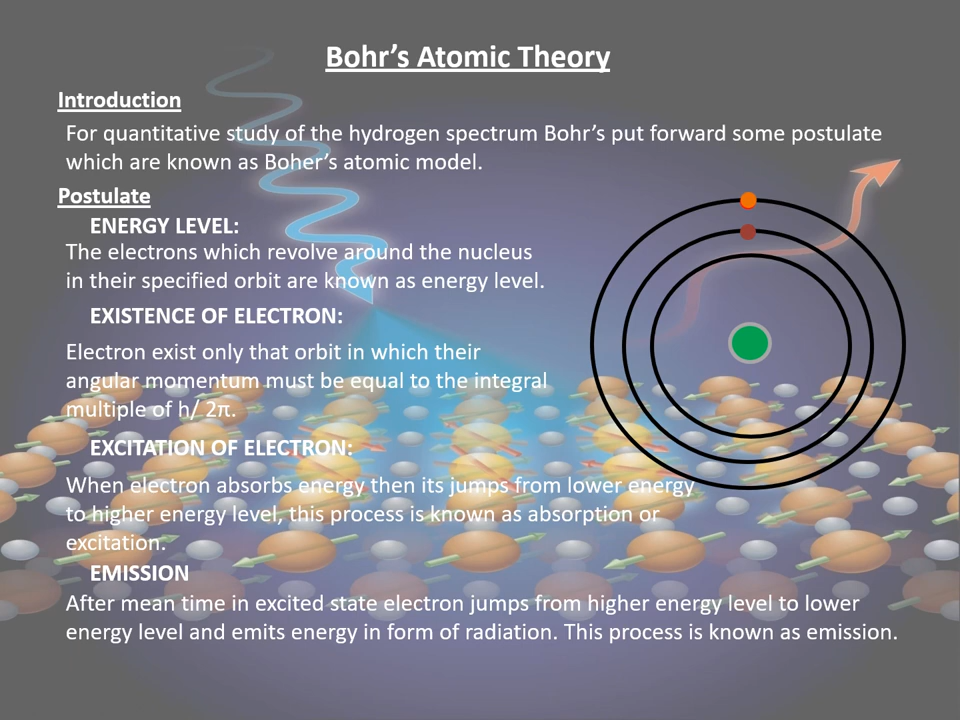 Bohr’s Atomic Theory
Introduction
For quantitative study of the hydrogen spectrum Bohr’s put forward some postulate
which are known as Boher’s atomic model.
Postulate
ENERGY LEVEL:
The electrons which revolve around the nucleus
in their specified orbit are known as energy level.
EXISTENCE OF ELECTRON:
Electron exist only that orbit in which their
angular momentum must be equal to the integral
multiple of h/ 2π.
EXCITATION OF ELECTRON:
When electron absorbs energy then its jumps from lower energy
to higher energy level, this process is known as absorption or
excitation.
EMISSION
After mean time in excited state electron jumps from higher energy level to lower
energy level and emits energy in form of radiation. This process is known as emission.